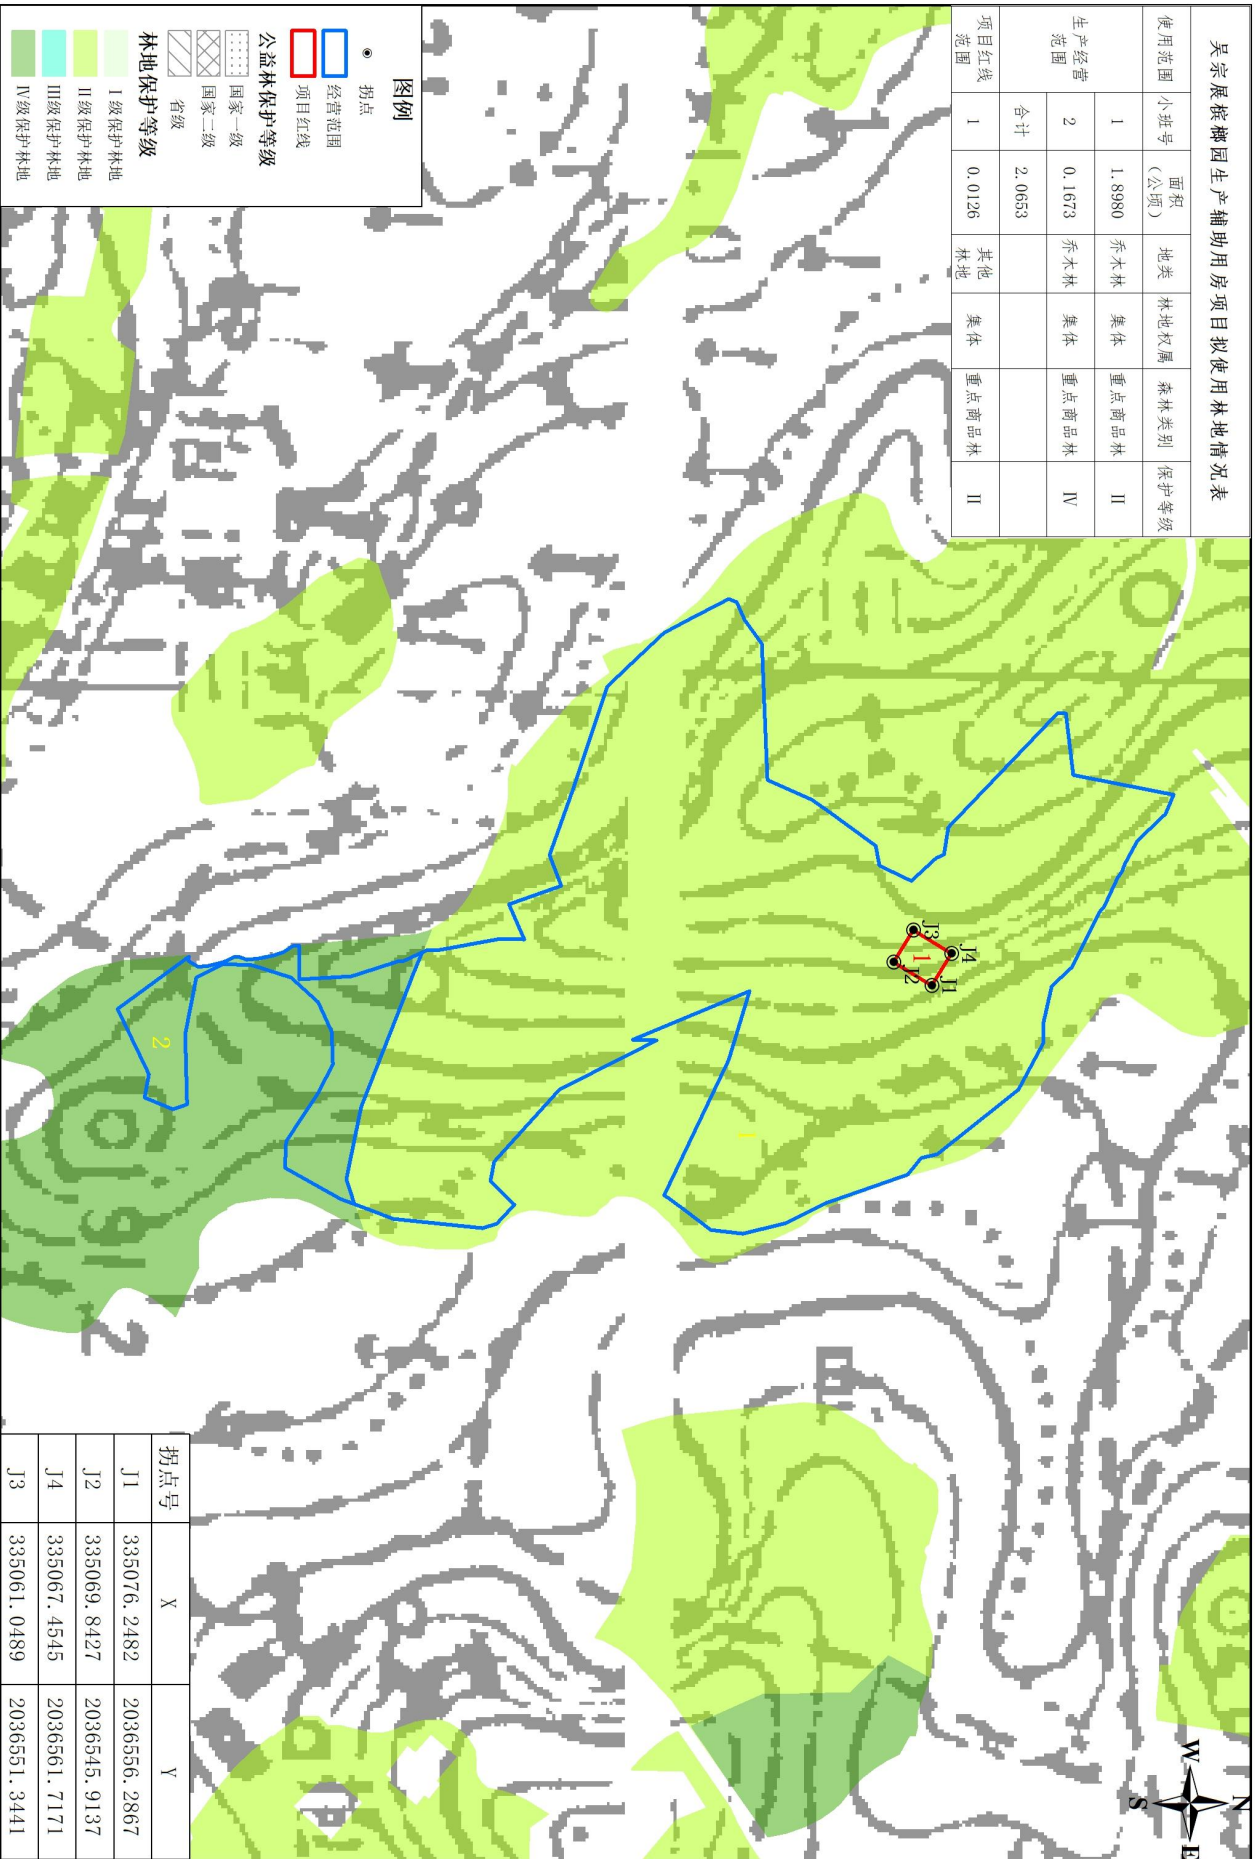 吴宗展槟榔园生产辅助用房项目拟使用林地情况表
使用范围 小班号 面积（公顷） 地类 林地权属 森林类别 保护等级
生产经营范围 1 1.8980 乔木林 集体 重点商品林 II
2 0.1673 乔木林 集体 重点商品林 IV
合计 2.0653
项目红线范围 1 0.0126 其他林地 集体 重点商品林 II
N
W
E
S
J4
J1
J3
J2
1
1
2
图例
拐点
经营范围
项目红线
公益林保护等级
国家一级
国家二级
省级
林地保护等级
I级保护林地
II级保护林地
III级保护林地
IV级保护林地
拐点号 X Y
J1 335076.2482 2036556.2867
J2 335069.8427 2036545.9137
J4 335067.4545 2036561.7171
J3 335061.0489 2036551.3441